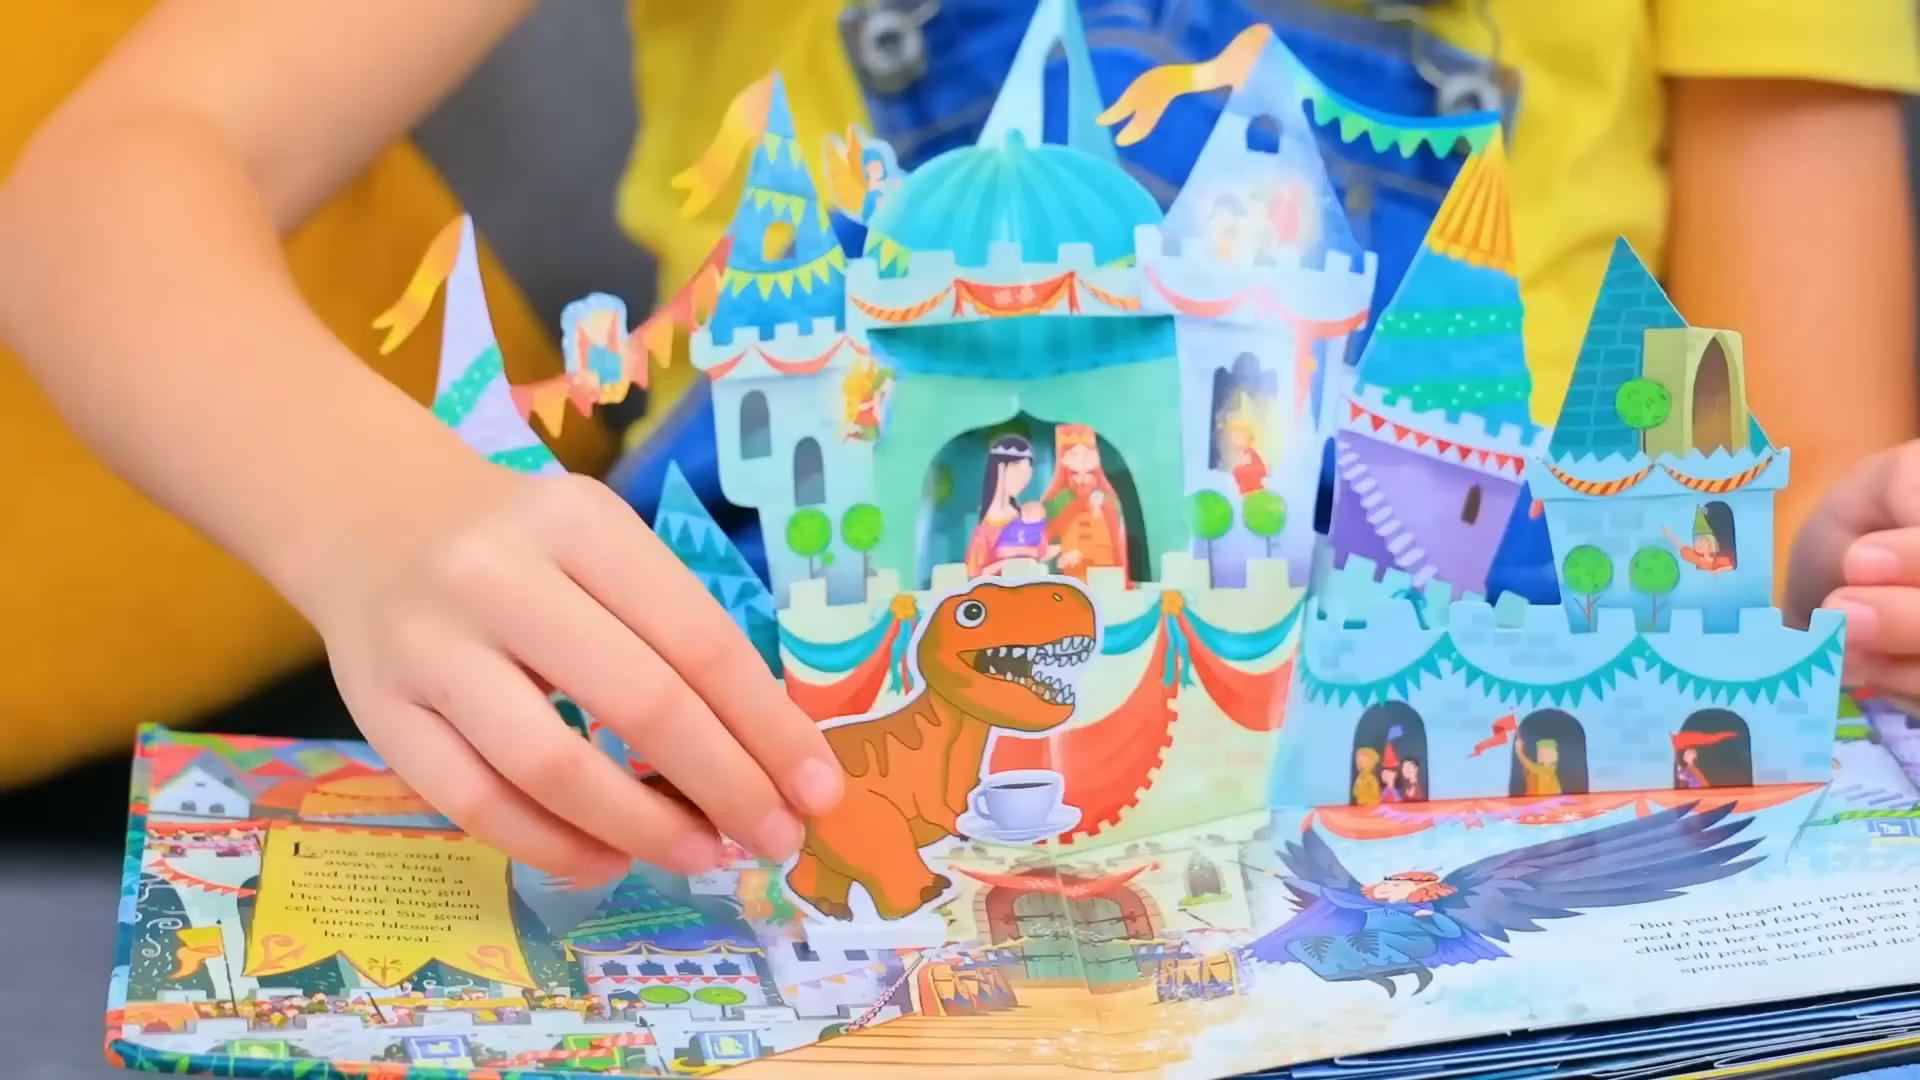 Long ago and far
away, a king
and queen had a
beautiful baby girl.
The whole kingdom
celebrated. Six good
fairies blessed
her arrival...
"But you forgot to invite me!"
cried a wicked fairy. "I curse
child! In her sixteenth year
will prick her finger on
spinning wheel and die